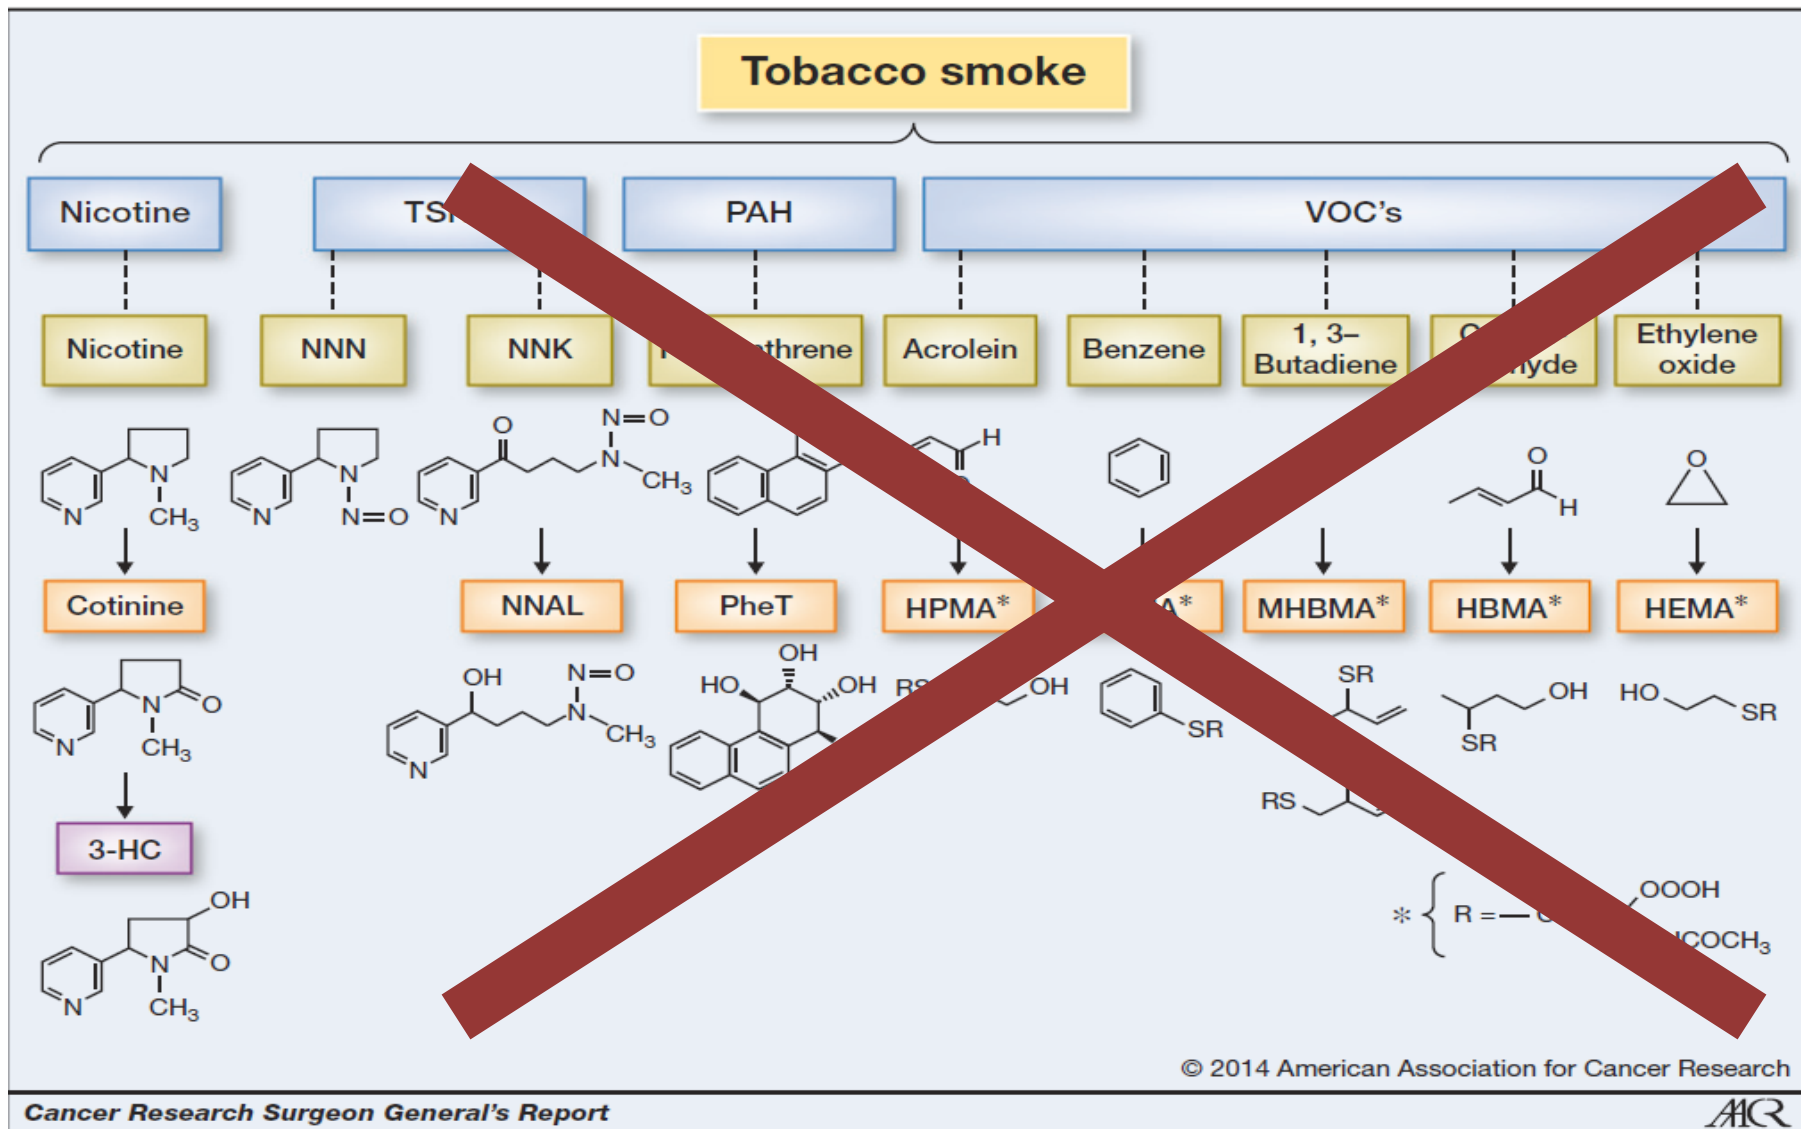 Tobacco smoke
Nicotine PAH VOC's
Nicotine NNN NNK Acrolein Benzene 1, 3– Ethylene
Butadiene oxide
N CH3 N
N N N=O
O N N=O N CH3
H
O H
O
Cotinine NNAL PheT HPMA* MHBMA* HBMA* HEMA*
N O N CH3
OH N=O N CH3 N
OH HO OH
OH
SR
SR RS
OH SR
HO SR
3-HC
OH
N O
N CH3
* { R =
OOOH
COCH3
© 2014 American Association for Cancer Research
Cancer Research Surgeon General's Report
AACR